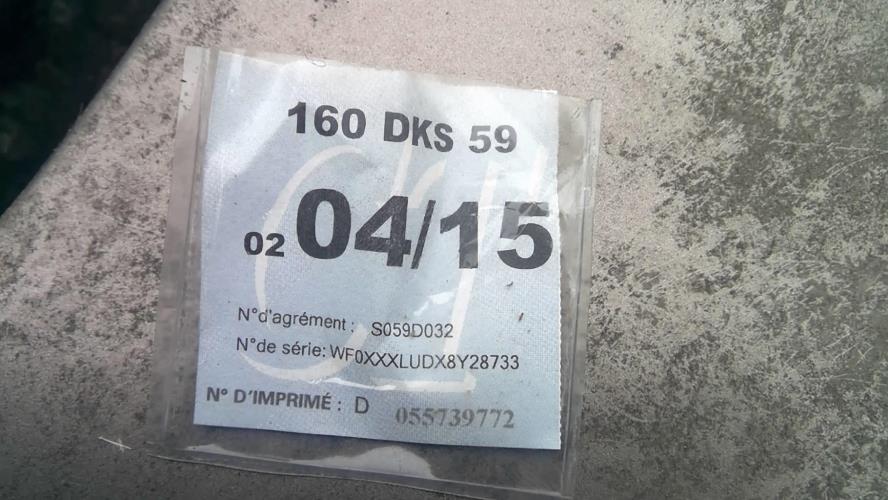 160 DKS 59
02 04/15
N°d'agrément : S059D032
N°de série: WF0XXXLUDX8Y28733
N° D'IMPRIMÉ : D 055739772